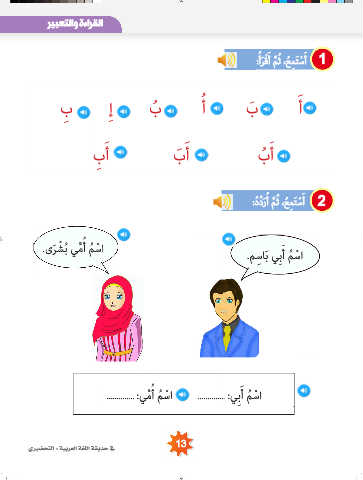 القراءة والتعبير
1 أَسْتَمِعُ، ثُمَّ أَقْرَأُ:
أَ بَ أُ بُ إِ بِ
أَبُ أَبَ أَبِ
2 أَسْتَمِعُ، ثُمَّ أُرَدِّدُ:
اسْمُ أَبِي بَاسِم.
اسْمُ أُمِّي بُشْرَى.
اسْمُ أَبِي: .............. اسْمُ أُمِّي: ..............
13
في حديقة اللغة العربية - التحضيري